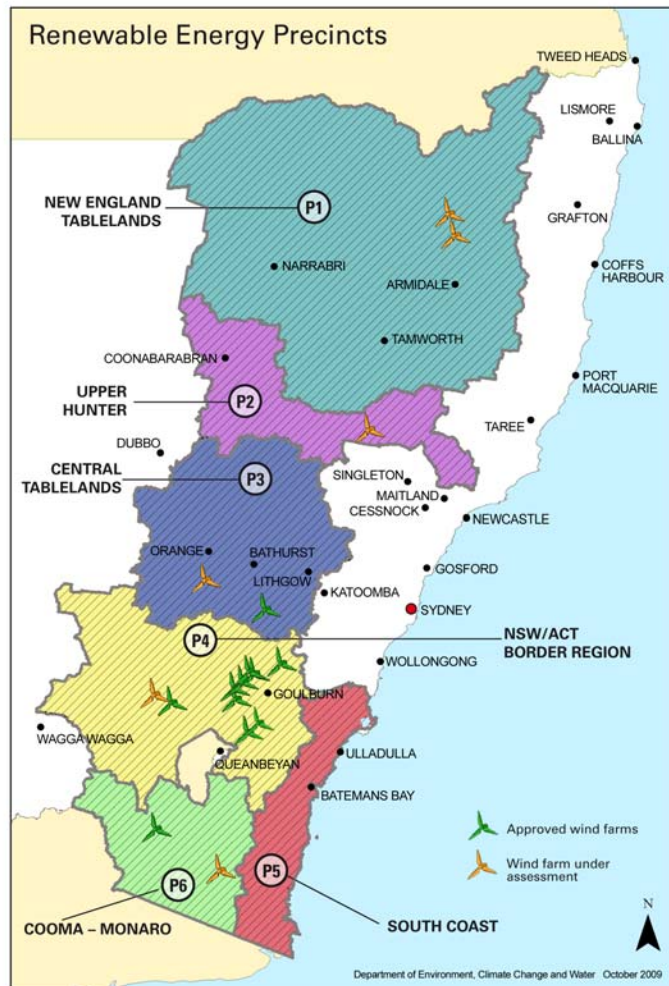 Renewable Energy Precincts
TWEED HEADS
LISMORE
BALLINA
NEW ENGLAND
TABLELANDS
P1
GRAFTON
NARRABRI
COFFS
HARBOUR
ARMIDALE
TAMWORTH
COONABARABRAN
PORT
MACQUARIE
UPPER
HUNTER
P2
TAREE
DUBBO
CENTRAL
TABLELANDS
P3
SINGLETON
MAITLAND
CESSNOCK
NEWCASTLE
ORANGE
BATHURST
LITHGOW
GOSFORD
KATOOMBA
SYDNEY
P4
NSW/ACT
BORDER REGION
WOLLONGONG
GOULBURN
WAGGA WAGGA
QUEANBEYAN
ULLADULLA
BATEMANS BAY
Approved wind farms
Wind farm under
assessment
P5
P6
COOMA – MONARO
SOUTH COAST
N
Department of Environment, Climate Change and Water October 2009